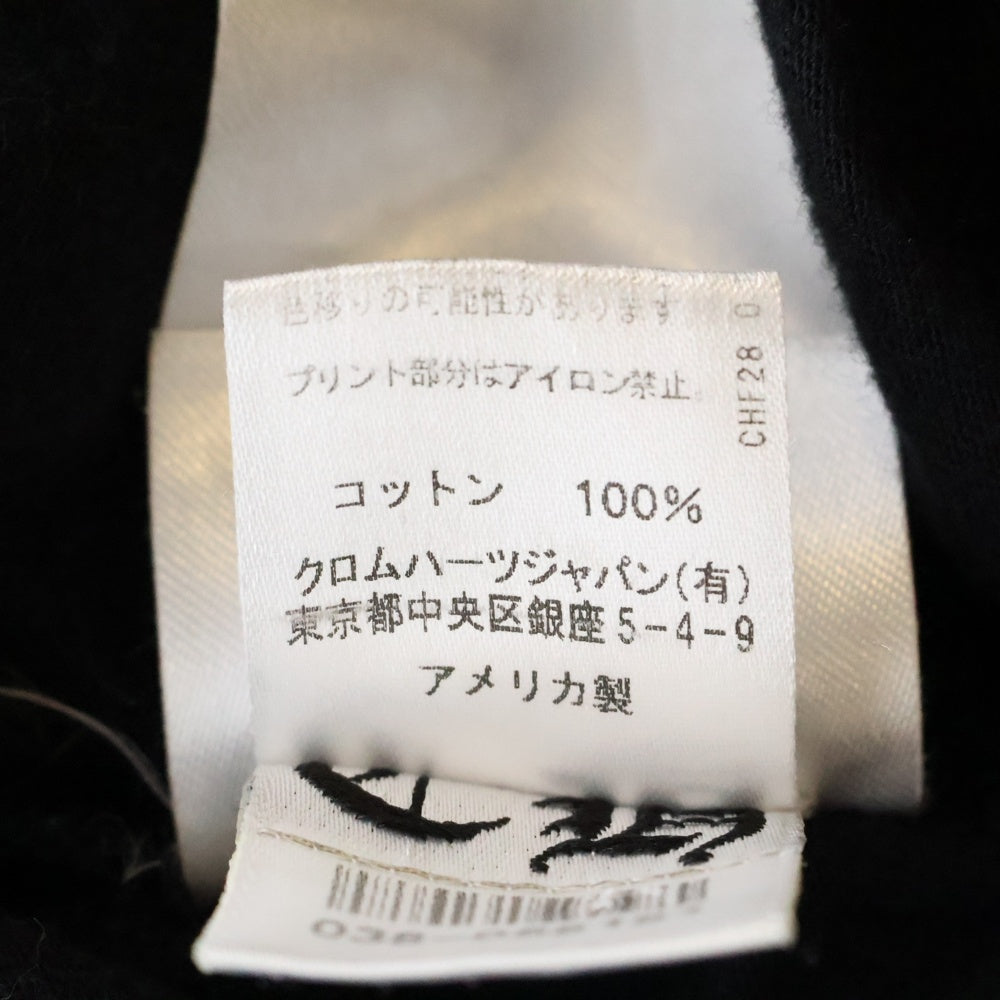 色移りの可能性があります
プリント部分はアイロン禁止。
コットン 100%
クロムハーツジャパン(有)
東京都中央区銀座5-4-9
アメリカ製
CHF28 0